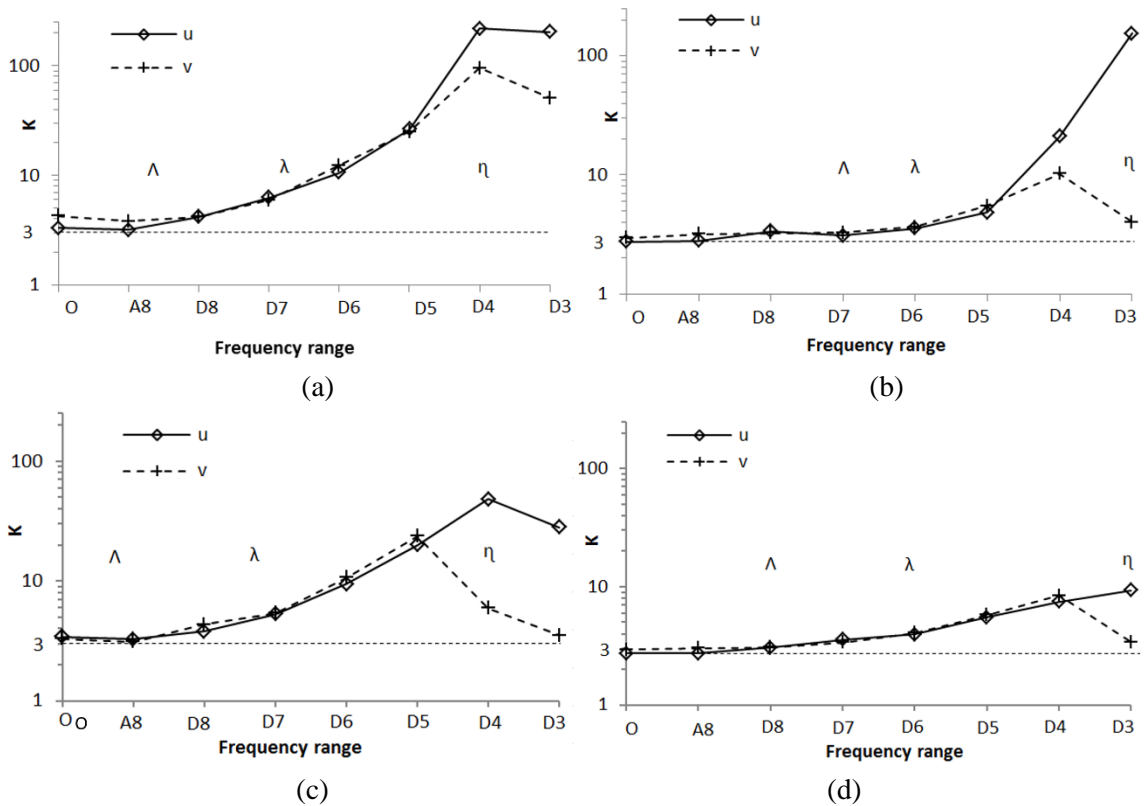 u
v
100
10
3
1
K
Λ
λ
η
O
A8
D8
D7
D6
D5
D4
D3
Frequency range
(a)
u
v
100
10
3
1
K
Λ
λ
η
O
A8
D8
D7
D6
D5
D4
D3
Frequency range
(b)
u
v
100
10
3
1
K
Λ
λ
η
O O
A8
D8
D7
D6
D5
D4
D3
Frequency range
(c)
u
v
100
10
3
1
K
Λ
λ
η
O
A8
D8
D7
D6
D5
D4
D3
Frequency range
(d)